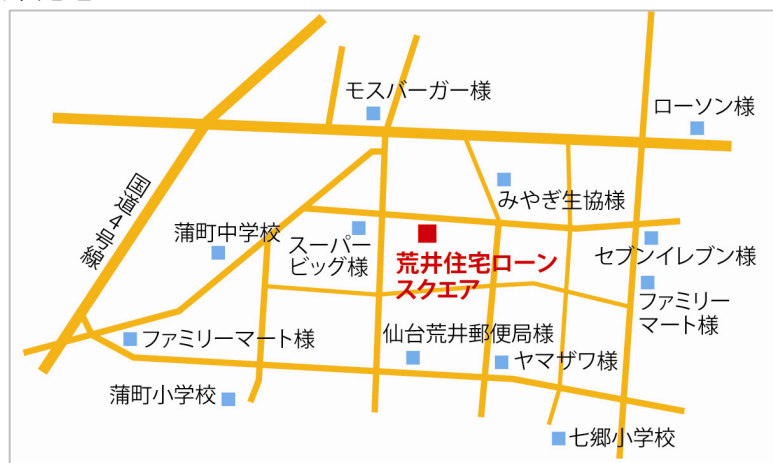 モスバーガー様
ローソン様
国道4号線
みやぎ生協様
蒲町中学校
スーパー
ビッグ様
荒井住宅ローン
スクエア
セブンイレブン様
ファミリー
マート様
ファミリーマート様
仙台荒井郵便局様
ヤマザワ様
蒲町小学校
七郷小学校